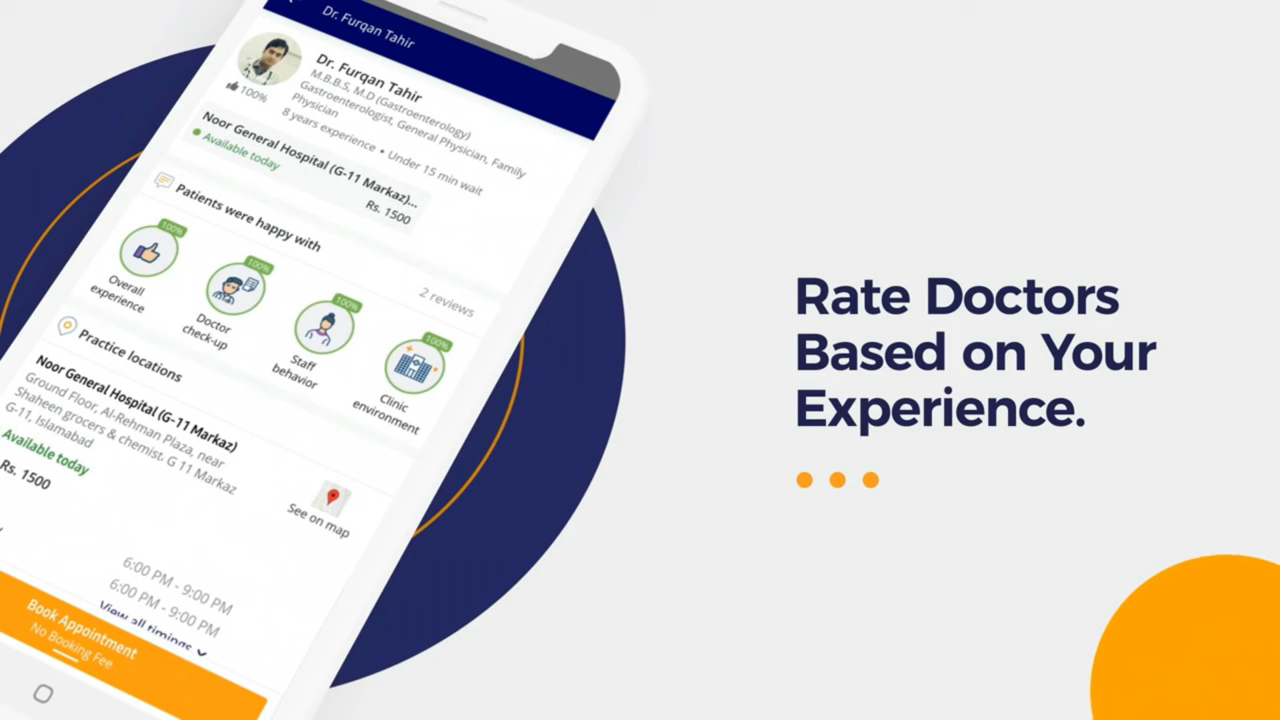 Dr. Furqan Tahir
Dr. Furqan Tahir
M.B.B.S, M.D (Gastroenterology)
Gastroenterologist, General Physician, Family
Physician
8 years experience • Under 15 min wait
100%
Noor General Hospital (G-11 Markaz)...
Available today
Rs. 1500
Patients were happy with
2 reviews
100%
Overall
experience
100%
Doctor
check-up
100%
Staff
behavior
100%
Clinic
environment
Practice locations
Noor General Hospital (G-11 Markaz)
Ground Floor, Al-Rehman Plaza, near
Shaheen grocers & chemist, G 11 Markaz
G-11, Islamabad
Available today
Rs. 1500
See on map
6:00 PM - 9:00 PM
6:00 PM - 9:00 PM
View all timings
Book Appointment
No Booking Fee
Rate Doctors
Based on Your
Experience.